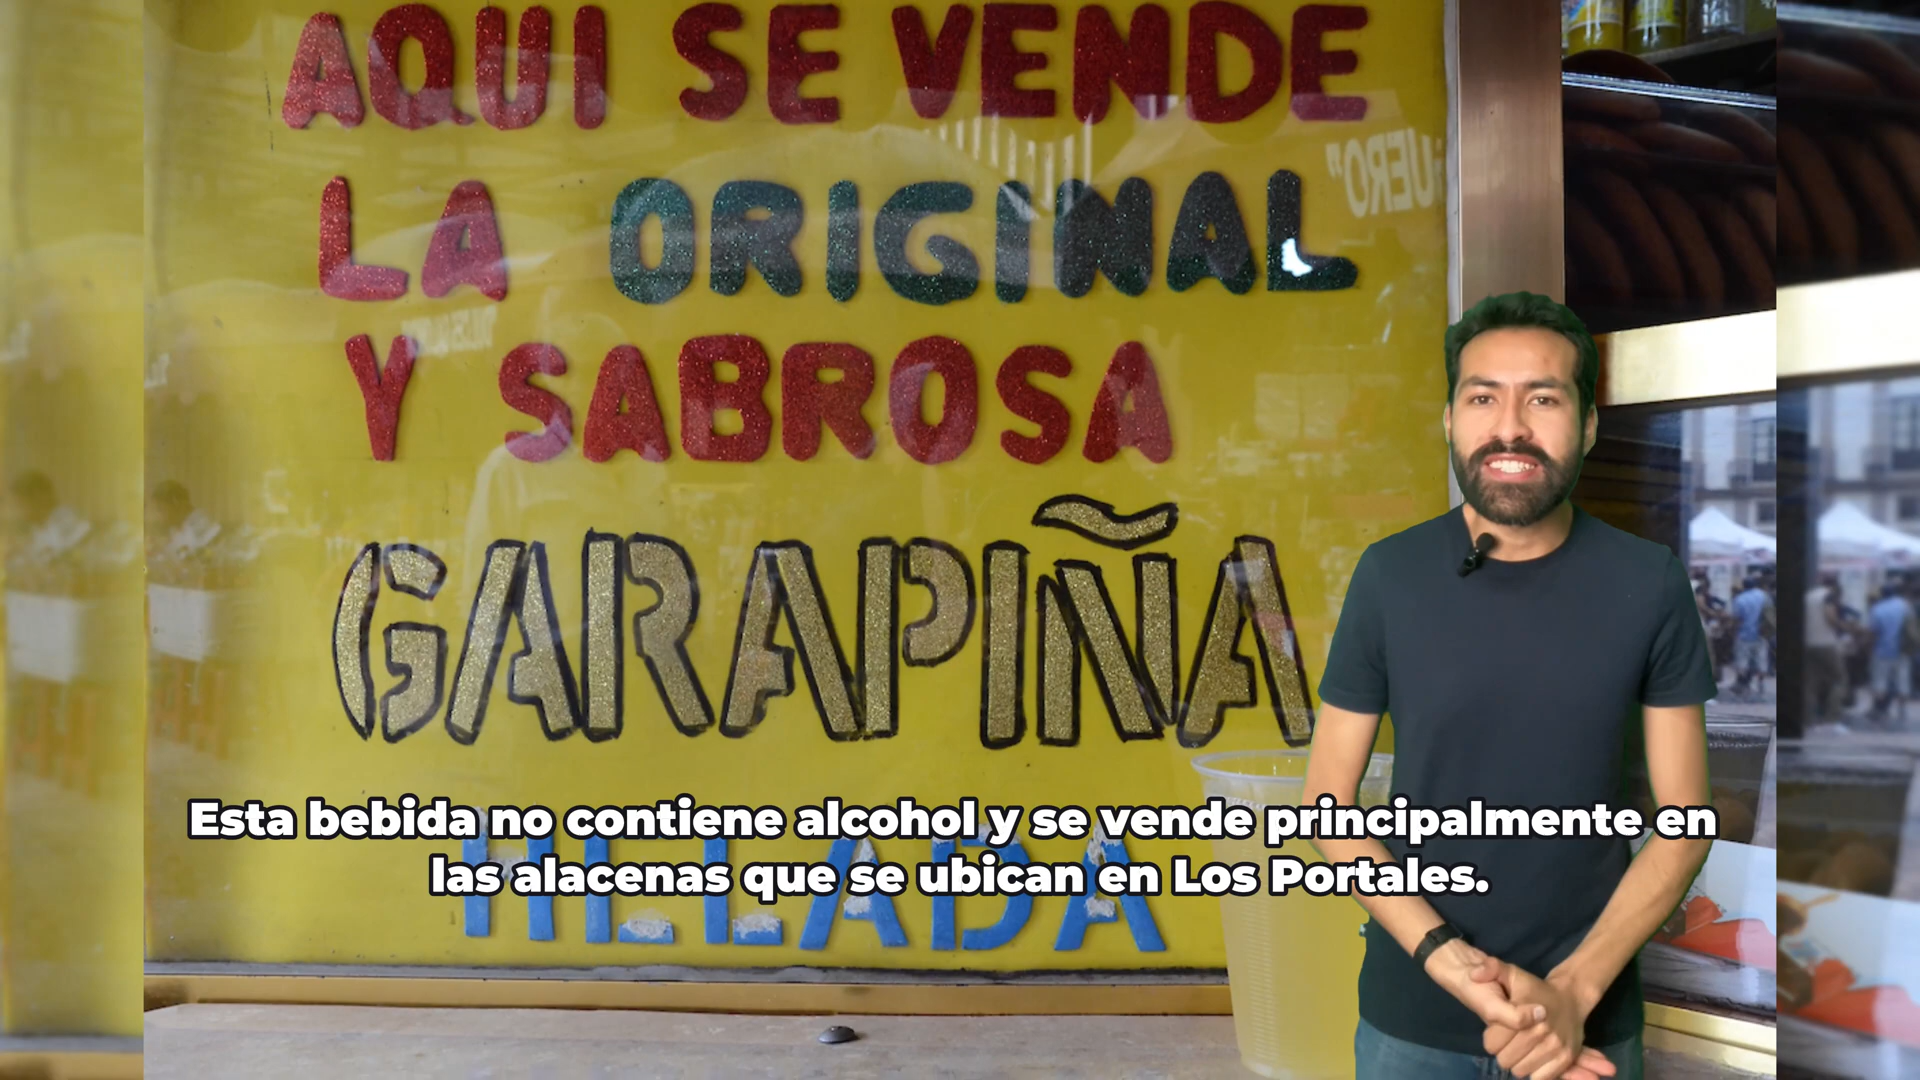 AQUI SE VENDE
LA ORIGINAL
Y SABROSA
GARAPIÑA
HELADA
Esta bebida no contiene alcohol y se vende principalmente en
las alacenas que se ubican en Los Portales.